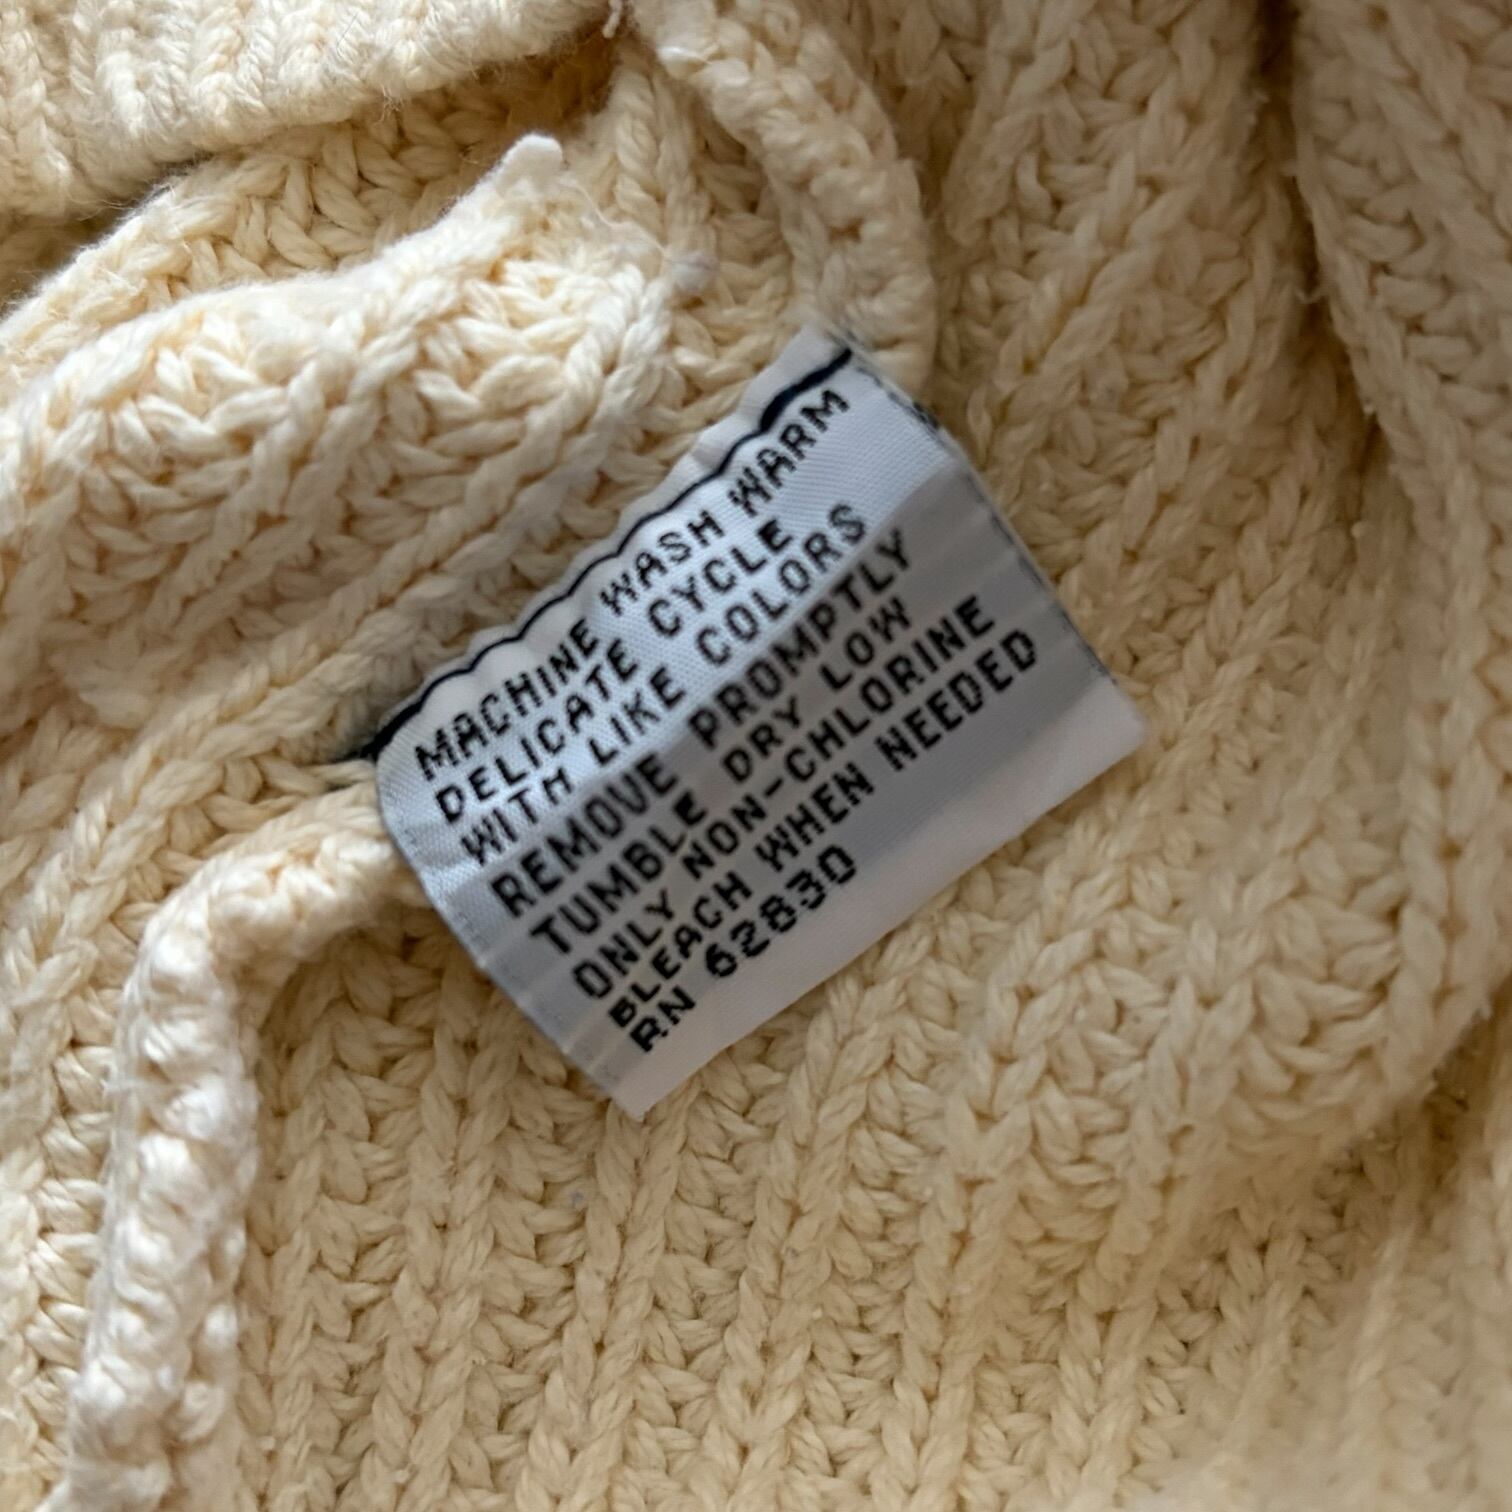 MACHINE WASH WARM
DELICATE CYCLE
WITH LIKE COLORS
REMOVE PROMPTLY
TUMBLE DRY LOW
ONLY NON-CHLORINE
BLEACH WHEN NEEDED
RN 62830